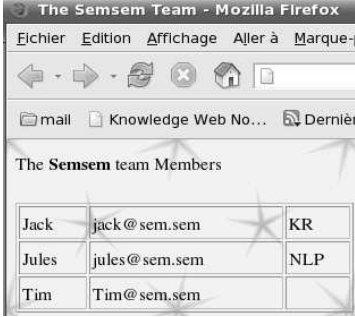 The Semsem Team - Mozilla Firefox
Fichier Edition Affichage Aller à Marque-
mail Knowledge Web No... Dernièr
The Semsem team Members
Jack jack@sem.sem KR
Jules jules@sem.sem NLP
Tim Tim@sem.sem